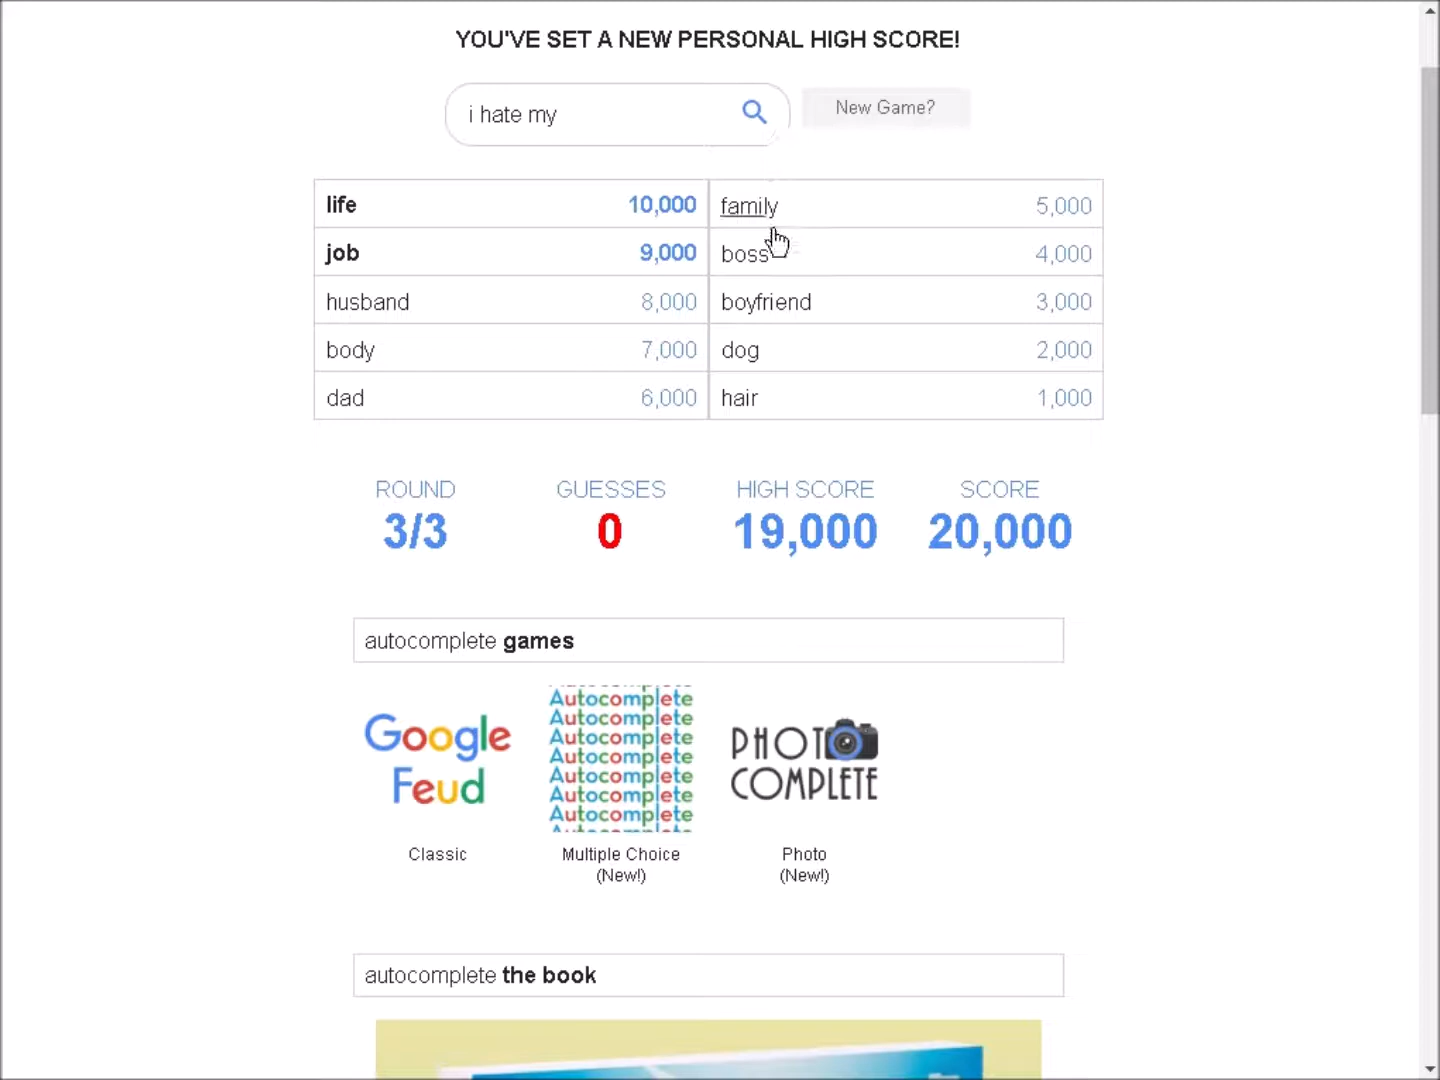 YOU'VE SET A NEW PERSONAL HIGH SCORE!
i hate my
New Game?
life 10,000 family 5,000
job 9,000 boss 4,000
husband 8,000 boyfriend 3,000
body 7,000 dog 2,000
dad 6,000 hair 1,000
ROUND GUESSES HIGH SCORE SCORE
3/3 0 19,000 20,000
autocomplete games
Google
Feud
Autocomplete
Autocomplete
Autocomplete
Autocomplete
Autocomplete
Autocomplete
Autocomplete
PHOTO
COMPLETE
Classic
Multiple Choice
(New!)
Photo
(New!)
autocomplete the book